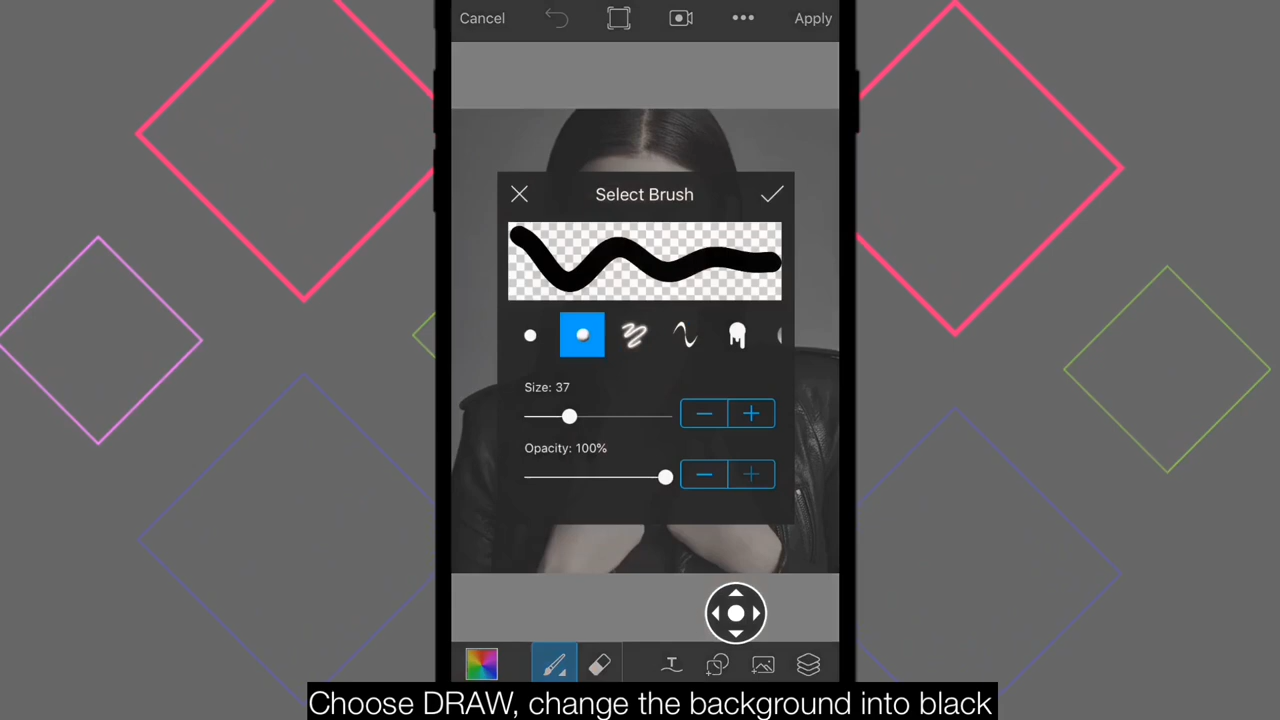 Cancel
Apply
Select Brush
Size: 37
Opacity: 100%
Choose DRAW, change the background into black